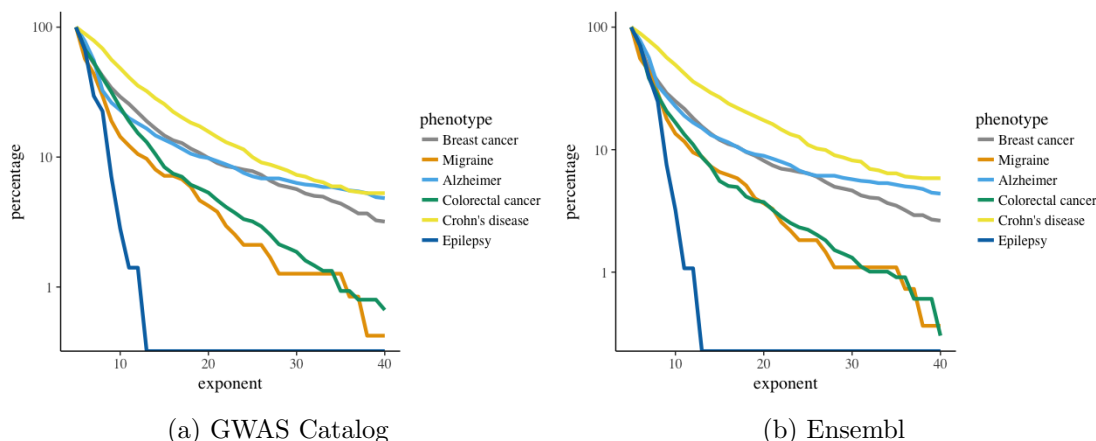 100
10
1
percentage
10
20
30
40
exponent
phenotype
Breast cancer
Migraine
Alzheimer
Colorectal cancer
Crohn's disease
Epilepsy
(a) GWAS Catalog
100
10
1
percentage
10
20
30
40
exponent
phenotype
Breast cancer
Migraine
Alzheimer
Colorectal cancer
Crohn's disease
Epilepsy
(b) Ensembl